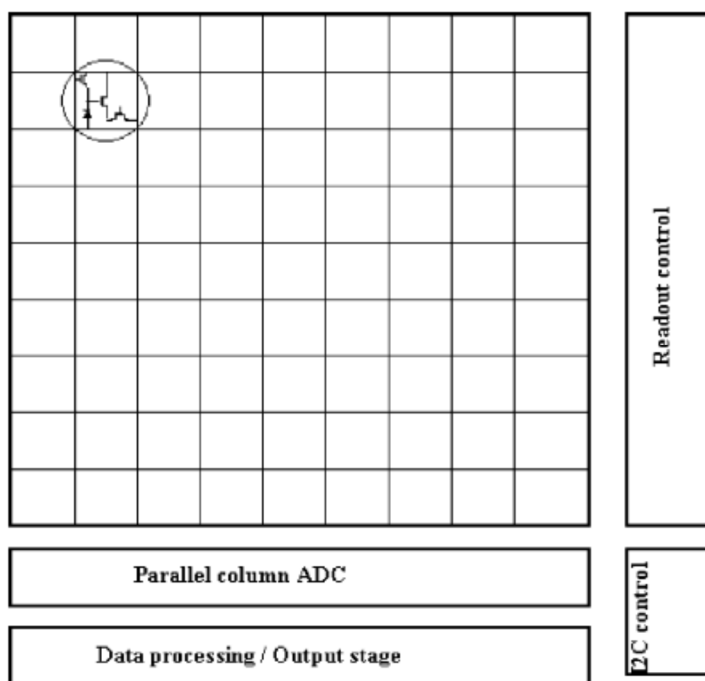 Readout control
Parallel column ADC
I2C control
Data processing / Output stage